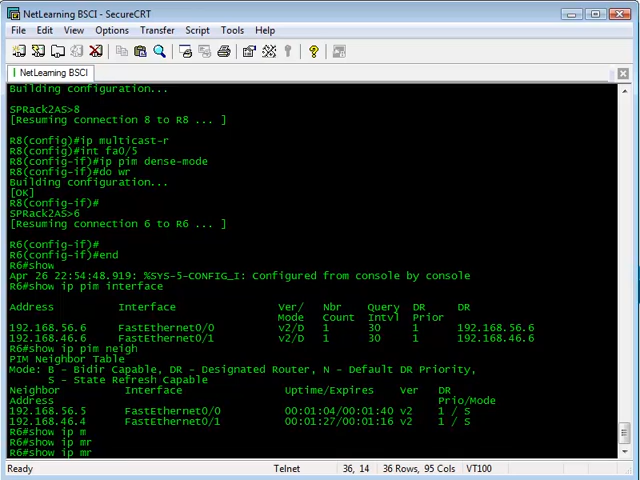 NetLearning BSCI - SecureCRT
File Edit View Options Transfer Script Tools Help
NetLearning BSCI
Building configuration...
SPRack2AS>8
[Resuming connection 8 to R8 ... ]
R8(config)#ip multicast-r
R8(config)#int fa0/5
R8(config-if)#ip pim dense-mode
R8(config-if)#do wr
Building configuration...
[OK]
R8(config-if)#
SPRack2AS>6
[Resuming connection 6 to R6 ... ]
R6(config-if)#
R6(config-if)#end
R6#show
Apr 26 22:54:48.919: %SYS-5-CONFIG_I: Configured from console by console
R6#show ip pim interface
Address Interface Ver/ Nbr Query DR DR
Mode Count Intvl Prior
192.168.56.6 FastEthernet0/0 v2/D 1 30 1 192.168.56.6
192.168.46.6 FastEthernet0/1 v2/D 1 30 1 192.168.46.6
R6#show ip pim neigh
PIM Neighbor Table
Mode: B - Bidir Capable, DR - Designated Router, N - Default DR Priority,
S - State Refresh Capable
Neighbor Interface Uptime/Expires Ver DR
Address Prio/Mode
192.168.56.5 FastEthernet0/0 00:01:04/00:01:40 v2 1 / S
192.168.46.4 FastEthernet0/1 00:01:27/00:01:16 v2 1 / S
R6#show ip m
R6#show ip mr
R6#show ip mr
Ready Telnet 36, 14 36 Rows, 95 Cols VT100